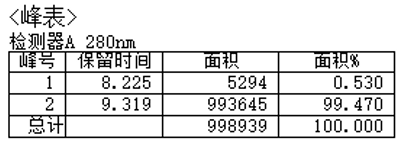 <峰表>
检测器A 280nm
峰号 保留时间 面积 面积%
1 8.225 5294 0.530
2 9.319 993645 99.470
总计 998939 100.000